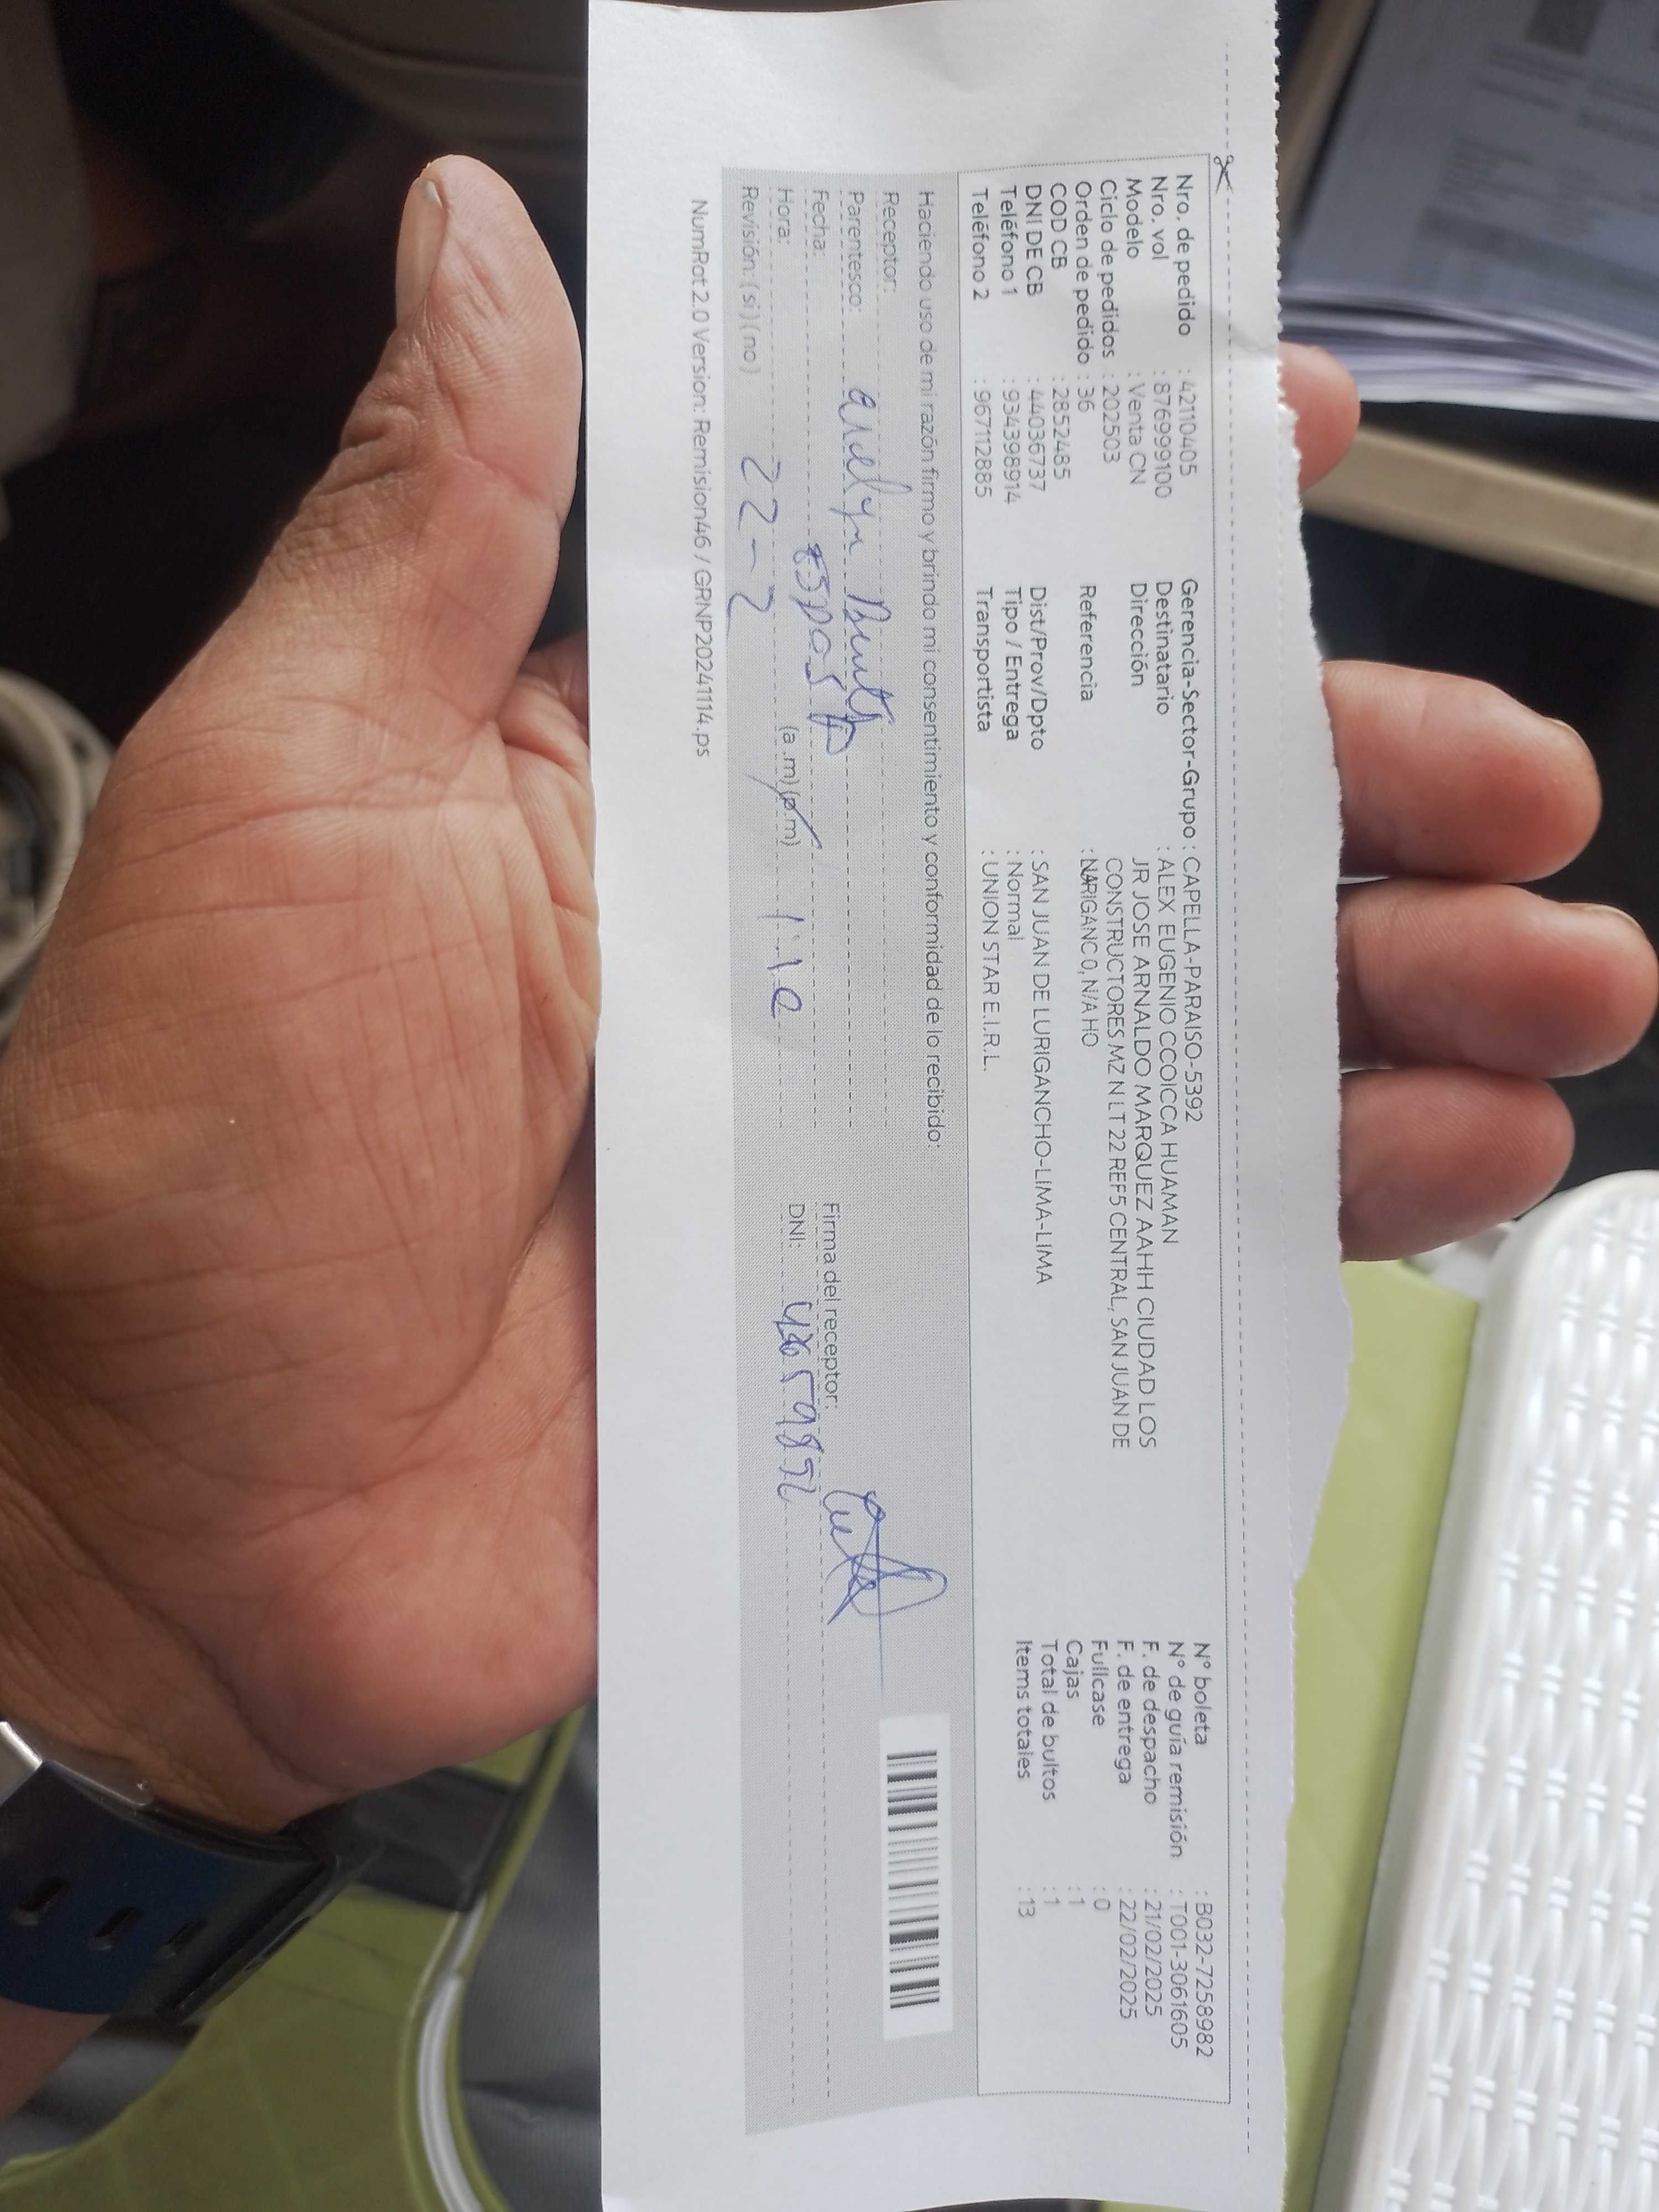 Nro. de pedido : 42110405
Nro. vol : 876999100
Modelo : Venta CN
Ciclo de pedidos : 202503
Orden de pedido : 36
COD CB : 2852485
DNI DE CB : 44036737
Teléfono 1 : 934398914
Teléfono 2 : 967112885
Gerencia-Sector-Grupo : CAPELLA-PARAISO-5392
Destinatario : ALEX EUGENIO CCOICCA HUAMAN
Dirección JR JOSE ARNALDO MARQUEZ AAHH CIUDAD LOS
CONSTRUCTORES MZ N LT 22 REF5 CENTRAL, SAN JUAN DE
Referencia
Dist/Prov/Dpto : SAN JUAN DE LURIGANCHO-LIMA-LIMA
Tipo / Entrega : Normal
Transportista : UNION STAR E.I.R.L.
N° boleta : B032-7258982
N° de guía remisión : T001-3061605
F. de despacho : 21/02/2025
F. de entrega : 22/02/2025
Fullcase : 0
Cajas : 1
Total de bultos : 1
Items totales : 13
Haciendo uso de mi razón firmo y brindo mi consentimiento y conformidad de lo recibido:
Receptor:
Parentesco: esposa
Fecha:
Hora: (a .m)(p.m)
Revisión: (si)(no) 22-2
Firma del receptor:
DNI:
NumRot 2.0 Version: Remision46 / GRNP20241114.ps